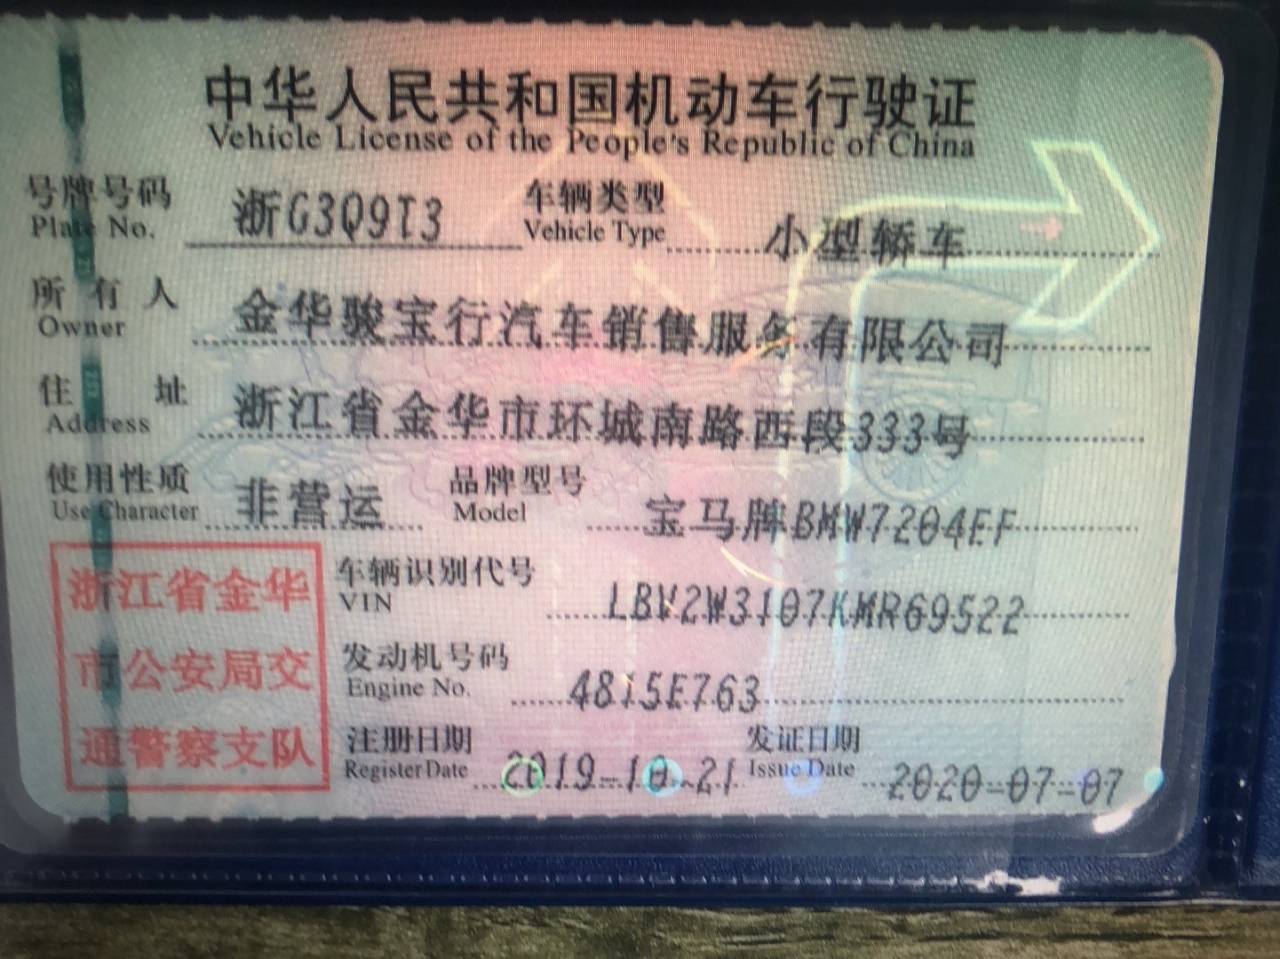 中华人民共和国机动车行驶证
Vehicle License of the People's Republic of China
号牌号码 浙G3Q9T3 车辆类型 小型轿车
Plate No. Vehicle Type
所有人 金华骏宝行汽车销售服务有限公司
Owner
住址 浙江省金华市环城南路西段333号
Address
使用性质 非营运 品牌型号 宝马牌BMW7204EF
Use Character Model
浙江省金华
市公安局交
通警察支队
车辆识别代号 LBV2W3107KMR69522
VIN
发动机号码 4815E763
Engine No.
注册日期 2019-10-21 发证日期 2020-07-07
Register Date Issue Date